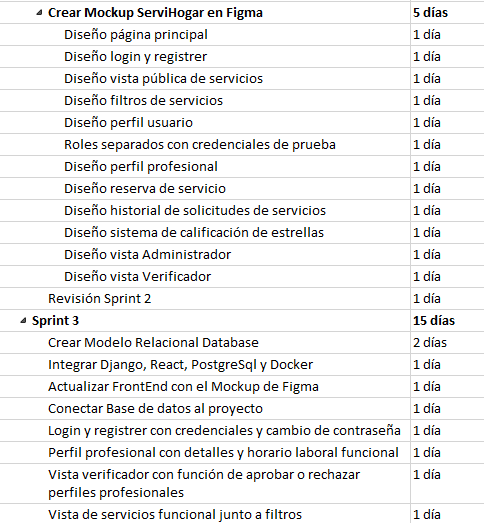 Crear Mockup ServiHogar en Figma 5 días
Diseño página principal 1 día
Diseño login y registrer 1 día
Diseño vista pública de servicios 1 día
Diseño filtros de servicios 1 día
Diseño perfil usuario 1 día
Roles separados con credenciales de prueba 1 día
Diseño perfil profesional 1 día
Diseño reserva de servicio 1 día
Diseño historial de solicitudes de servicios 1 día
Diseño sistema de calificación de estrellas 1 día
Diseño vista Administrador 1 día
Diseño vista Verificador 1 día
Revisión Sprint 2 1 día
Sprint 3 15 días
Crear Modelo Relacional Database 2 días
Integrar Django, React, PostgreSql y Docker 1 día
Actualizar FrontEnd con el Mockup de Figma 1 día
Conectar Base de datos al proyecto 1 día
Login y registrer con credenciales y cambio de contraseña 1 día
Perfil profesional con detalles y horario laboral funcional 1 día
Vista verificador con función de aprobar o rechazar 1 día
perfiles profesionales
Vista de servicios funcional junto a filtros 1 día